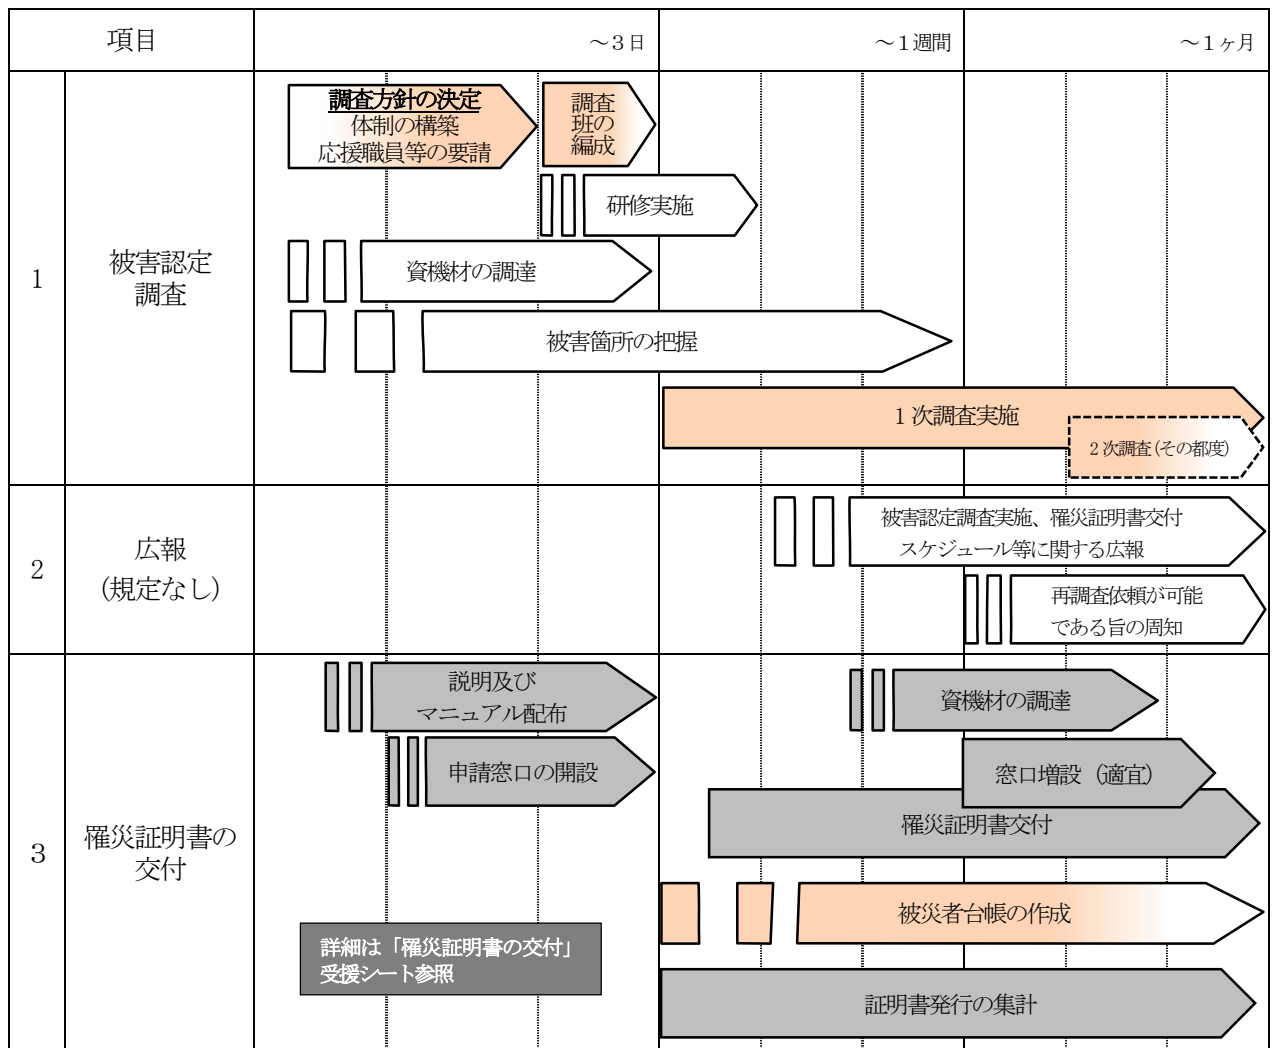 項目
～3日
～1週間
～1ヶ月
1
被害認定
調査
調査方針の決定
体制の構築
応援職員等の要請
調査
班の
編成
研修実施
資機材の調達
被害箇所の把握
1次調査実施
2次調査(その都度)
2
広報
(規定なし)
被害認定調査実施、罹災証明書交付
スケジュール等に関する広報
再調査依頼が可能
である旨の周知
3
罹災証明書の
交付
説明及び
マニュアル配布
資機材の調達
申請窓口の開設
窓口増設（適宜）
罹災証明書交付
被災者台帳の作成
詳細は「罹災証明書の交付」
受援シート参照
証明書発行の集計